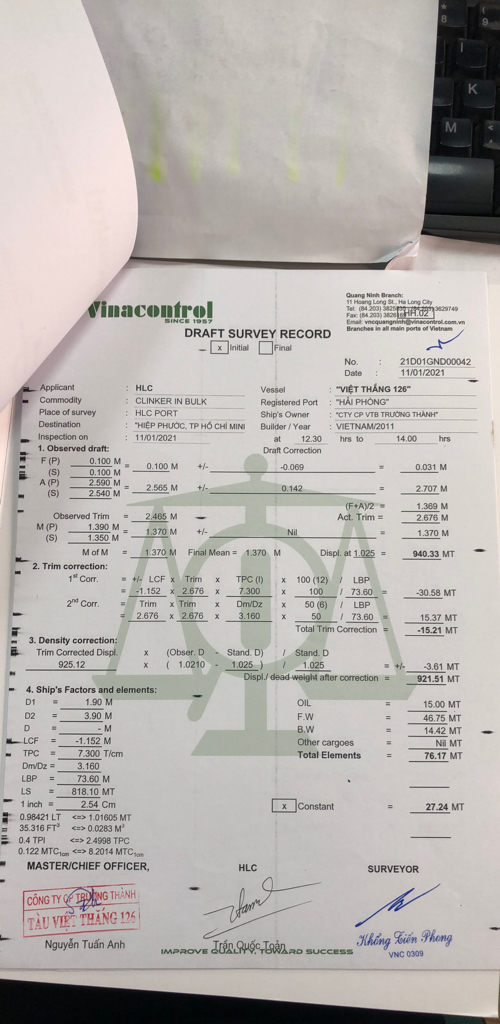 Vinacontrol
SINCE 1957
Quang Ninh Branch:
11 Hoang Long St., Ha Long City
Branches in all main ports of Vietnam
HH.02
DRAFT SURVEY RECORD
x Initial Final
No. : 21D01GND00042
Date : 11/01/2021
Applicant : HLC Vessel : "VIỆT THẮNG 126"
Commodity : CLINKER IN BULK Registered Port : "HẢI PHÒNG"
Place of survey : HLC PORT Ship's Owner : "CTY CP VTB TRƯỜNG THÀNH"
Destination : "HIỆP PHƯỚC, TP HỒ CHÍ MINH Builder / Year : VIETNAM/2011
Inspection on : 11/01/2021 at 12.30 hrs to 14.00 hrs
1. Observed draft: Draft Correction
F (P) 0.100 M = 0.100 M +/- -0.069 = 0.031 M
(S) 0.100 M
A (P) 2.590 M = 2.565 M +/- 0.142 = 2.707 M
(S) 2.540 M
(F+A)/2 = 1.369 M
Observed Trim = 2.465 M Act. Trim = 2.676 M
M (P) 1.390 M = 1.370 M +/- Nil = 1.370 M
(S) 1.350 M
M of M = 1.370 M Final Mean = 1.370 M Displ. at 1.025 = 940.33 MT
2. Trim correction:
1st Corr. = +/- LCF x Trim x TPC (I) x 100 (12) / LBP
-1.152 x 2.676 7.300 x 100 / 73.60 = -30.58 MT
2nd Corr. = Trim x Trim x Dm/Dz x 50 (6) / LBP
= 2.676 x 2.676 x 3.160 x 50 / 73.60 = 15.37 MT
Total Trim Correction = -15.21 MT
3. Density correction:
Trim Corrected Displ. x (Obser. D - Stand. D) / Stand. D
925.12 x ( 1.0210 - 1.025 ) / 1.025 = +/- -3.61 MT
Displ./ dead weight after correction = 921.51 MT
4. Ship's Factors and elements:
D1 = 1.90 M OIL = 15.00 MT
D2 = 3.90 M F.W = 46.75 MT
D = - M B.W = 14.42 MT
LCF = -1.152 M Other cargoes = Nil MT
TPC = 7.300 T/cm Total Elements = 76.17 MT
Dm/Dz = 3.160
LBP = 73.60 M
LS = 818.10 MT
1 inch = 2.54 Cm x Constant = 27.24 MT
0.98421 LT <=> 1.01605 MT
35.316 FT³ <=> 0.0283 M³
0.4 TPI <=> 2.4998 TPC
0.122 MTC1cm <=> 8.2014 MTC1cm
MASTER/CHIEF OFFICER, HLC SURVEYOR
CÔNG TY CP TRƯỜNG THÀNH
TÀU VIỆT THẮNG 126
Nguyễn Tuấn Anh Trần Quốc Toản Khổng Tiến Phong
VNC 0309
IMPROVE QUALITY, TOWARD SUCCESS